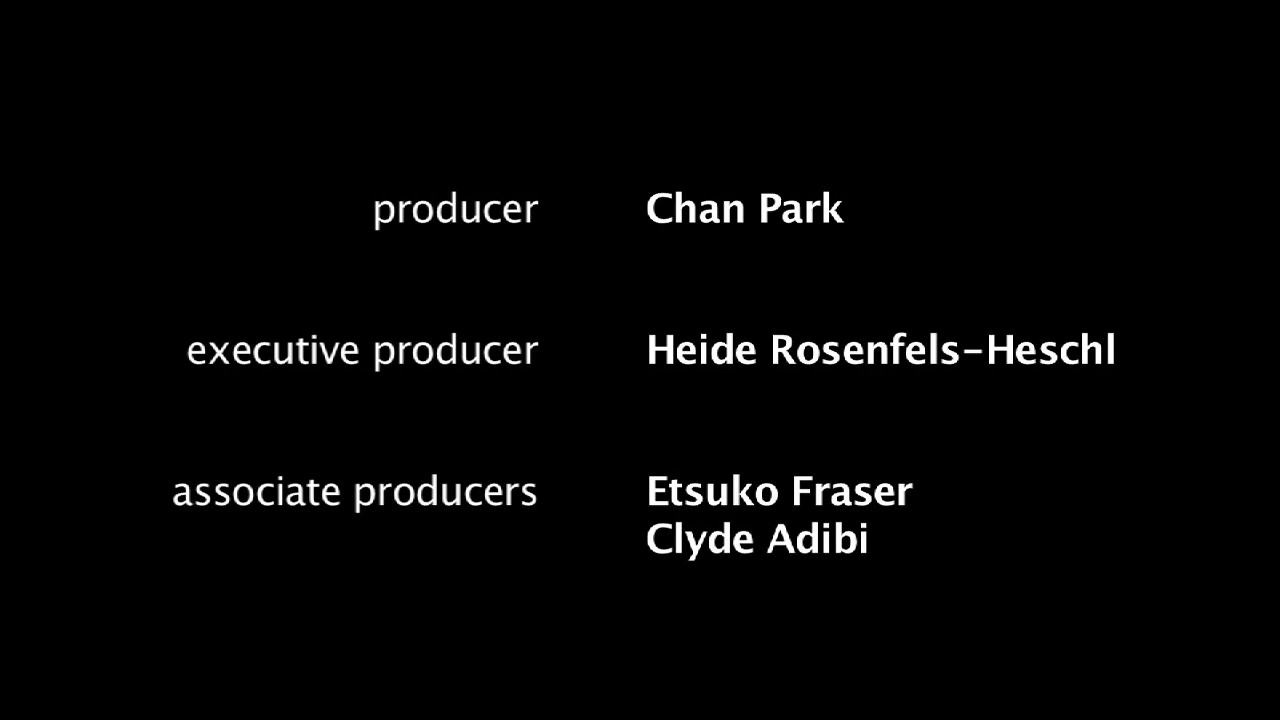 producer Chan Park
executive producer Heide Rosenfels-Heschl
associate producers Etsuko Fraser
Clyde Adibi